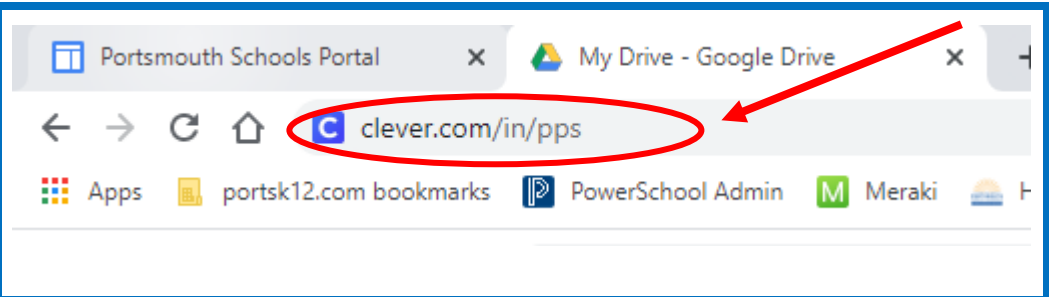 Portsmouth Schools Portal My Drive - Google Drive
clever.com/in/pps
Apps portsk12.com bookmarks PowerSchool Admin Meraki H